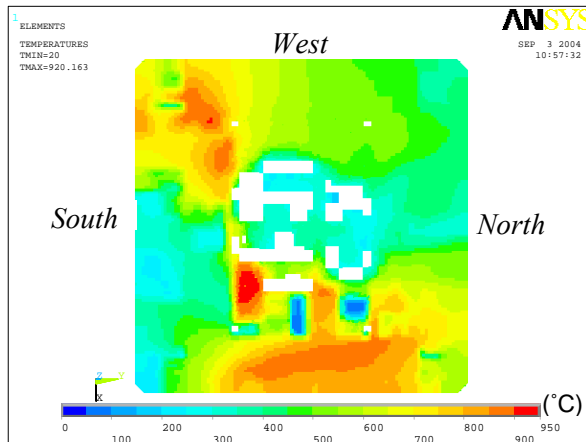 1
ELEMENTS
TEMPERATURES
TMIN=20
TMAX=920.163
ANSYS
SEP 3 2004
10:57:32
West
South
North
Z Y
X
(°C)
0 200 400 600 800 950
100 300 500 700 900